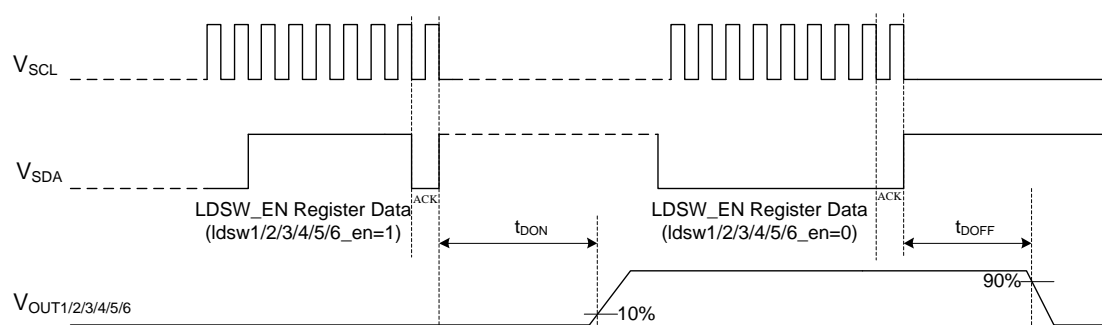 VSCL
VSDA
ACK
ACK
LDSW_EN Register Data
(ldsw1/2/3/4/5/6_en=1)
LDSW_EN Register Data
(ldsw1/2/3/4/5/6_en=0)
tDON
tDOFF
VOUT1/2/3/4/5/6
10%
90%